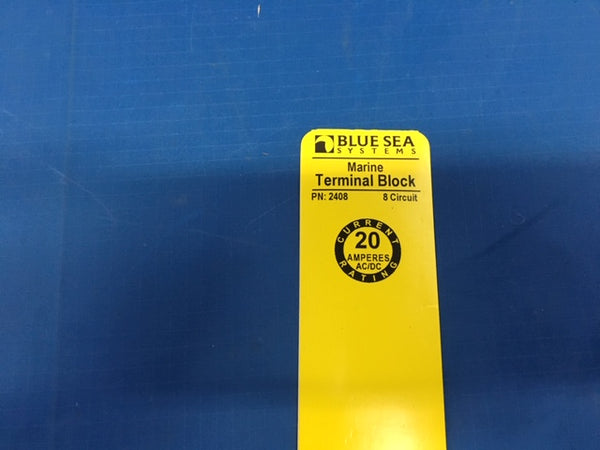 BLUE SEA
SYSTEMS
Marine
Terminal Block
PN: 2408 8 Circuit
CURRENT
20
AMPERES
AC/DC
RATING